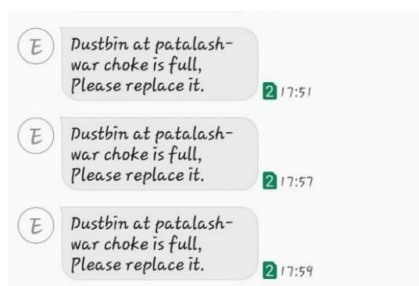 E
Dustbin at patalash-
war choke is full,
Please replace it.
2 17:51
E
Dustbin at patalash-
war choke is full,
Please replace it.
2 17:57
E
Dustbin at patalash-
war choke is full,
Please replace it.
2 17:59